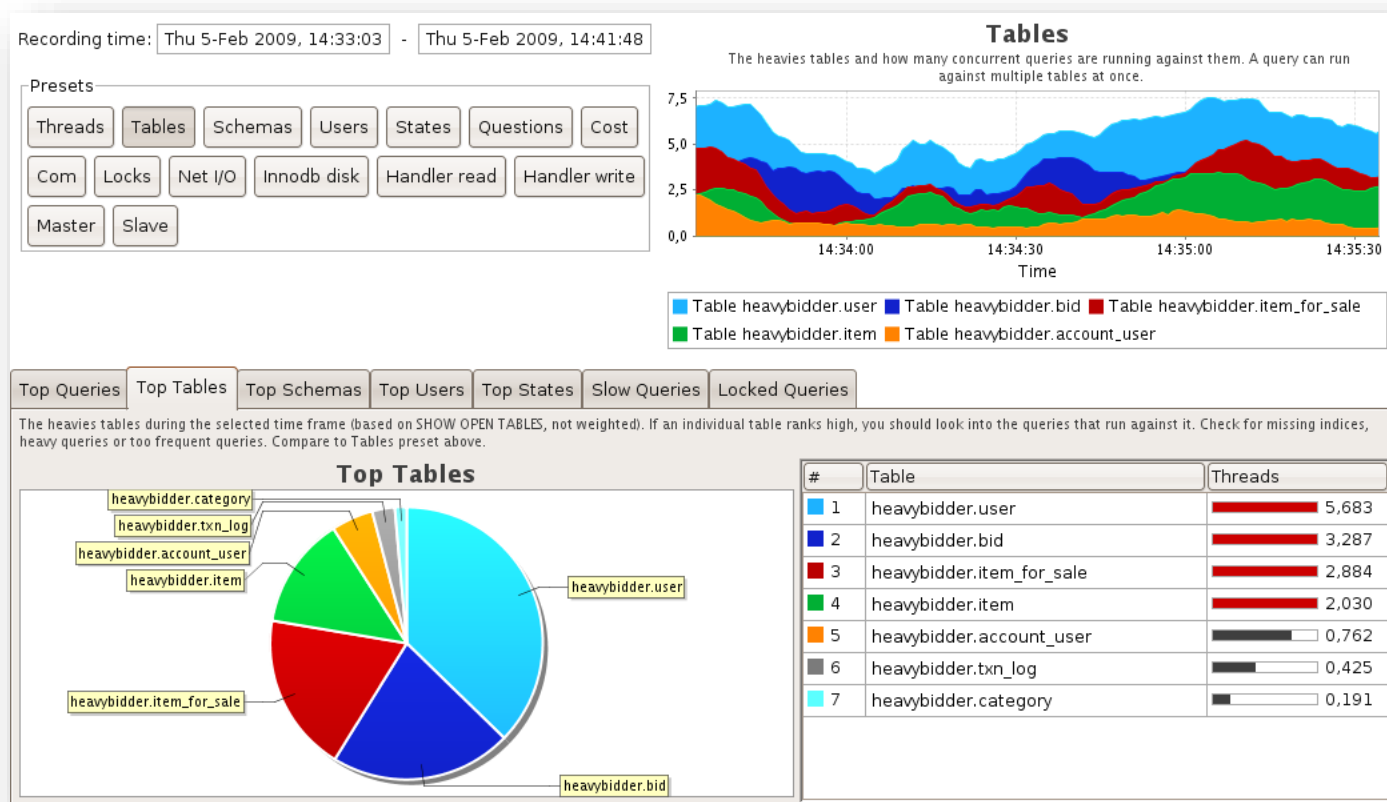 Recording time: Thu 5-Feb 2009, 14:33:03 - Thu 5-Feb 2009, 14:41:48
Presets
Threads Tables Schemas Users States Questions Cost
Com Locks Net I/O Innodb disk Handler read Handler write
Master Slave
Tables
The heavies tables and how many concurrent queries are running against them. A query can run
against multiple tables at once.
7,5
5,0
2,5
0,0
14:34:00 14:34:30 14:35:00 14:35:30
Time
Table heavybidder.user Table heavybidder.bid Table heavybidder.item_for_sale
Table heavybidder.item Table heavybidder.account_user
Top Queries Top Tables Top Schemas Top Users Top States Slow Queries Locked Queries
The heavies tables during the selected time frame (based on SHOW OPEN TABLES, not weighted). If an individual table ranks high, you should look into the queries that run against it. Check for missing indices,
heavy queries or too frequent queries. Compare to Tables preset above.
Top Tables
heavybidder.category
heavybidder.txn_log
heavybidder.account_user
heavybidder.item
heavybidder.user
heavybidder.item_for_sale
heavybidder.bid
# Table Threads
1 heavybidder.user 5,683
2 heavybidder.bid 3,287
3 heavybidder.item_for_sale 2,884
4 heavybidder.item 2,030
5 heavybidder.account_user 0,762
6 heavybidder.txn_log 0,425
7 heavybidder.category 0,191